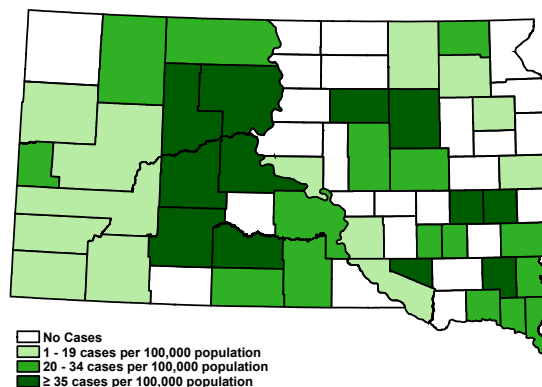 No Cases
1 - 19 cases per 100,000 population
20 - 34 cases per 100,000 population
≥ 35 cases per 100,000 population